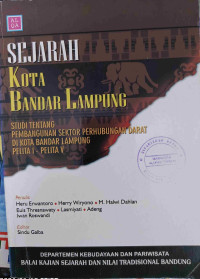 SEJARAH
KOTA
BANDAR LAMPUNG
STUDI TENTANG
PEMBANGUNAN SEKTOR PERHUBUNGAN DARAT
DI KOTA BANDAR LAMPUNG
PELITA I - PELITA V
Penulis
Heru Erwantoro • Herry Wiryono • M. Halwi Dahlan
Euis Thresnawaty • Lasmiyati • Adeng
Iwan Roswandi
Editor
Sindu Galba
DEPARTEMEN KEBUDAYAAN DAN PARIWISATA
BALAI KAJIAN SEJARAH DAN NILAI TRADISIONAL BANDUNG